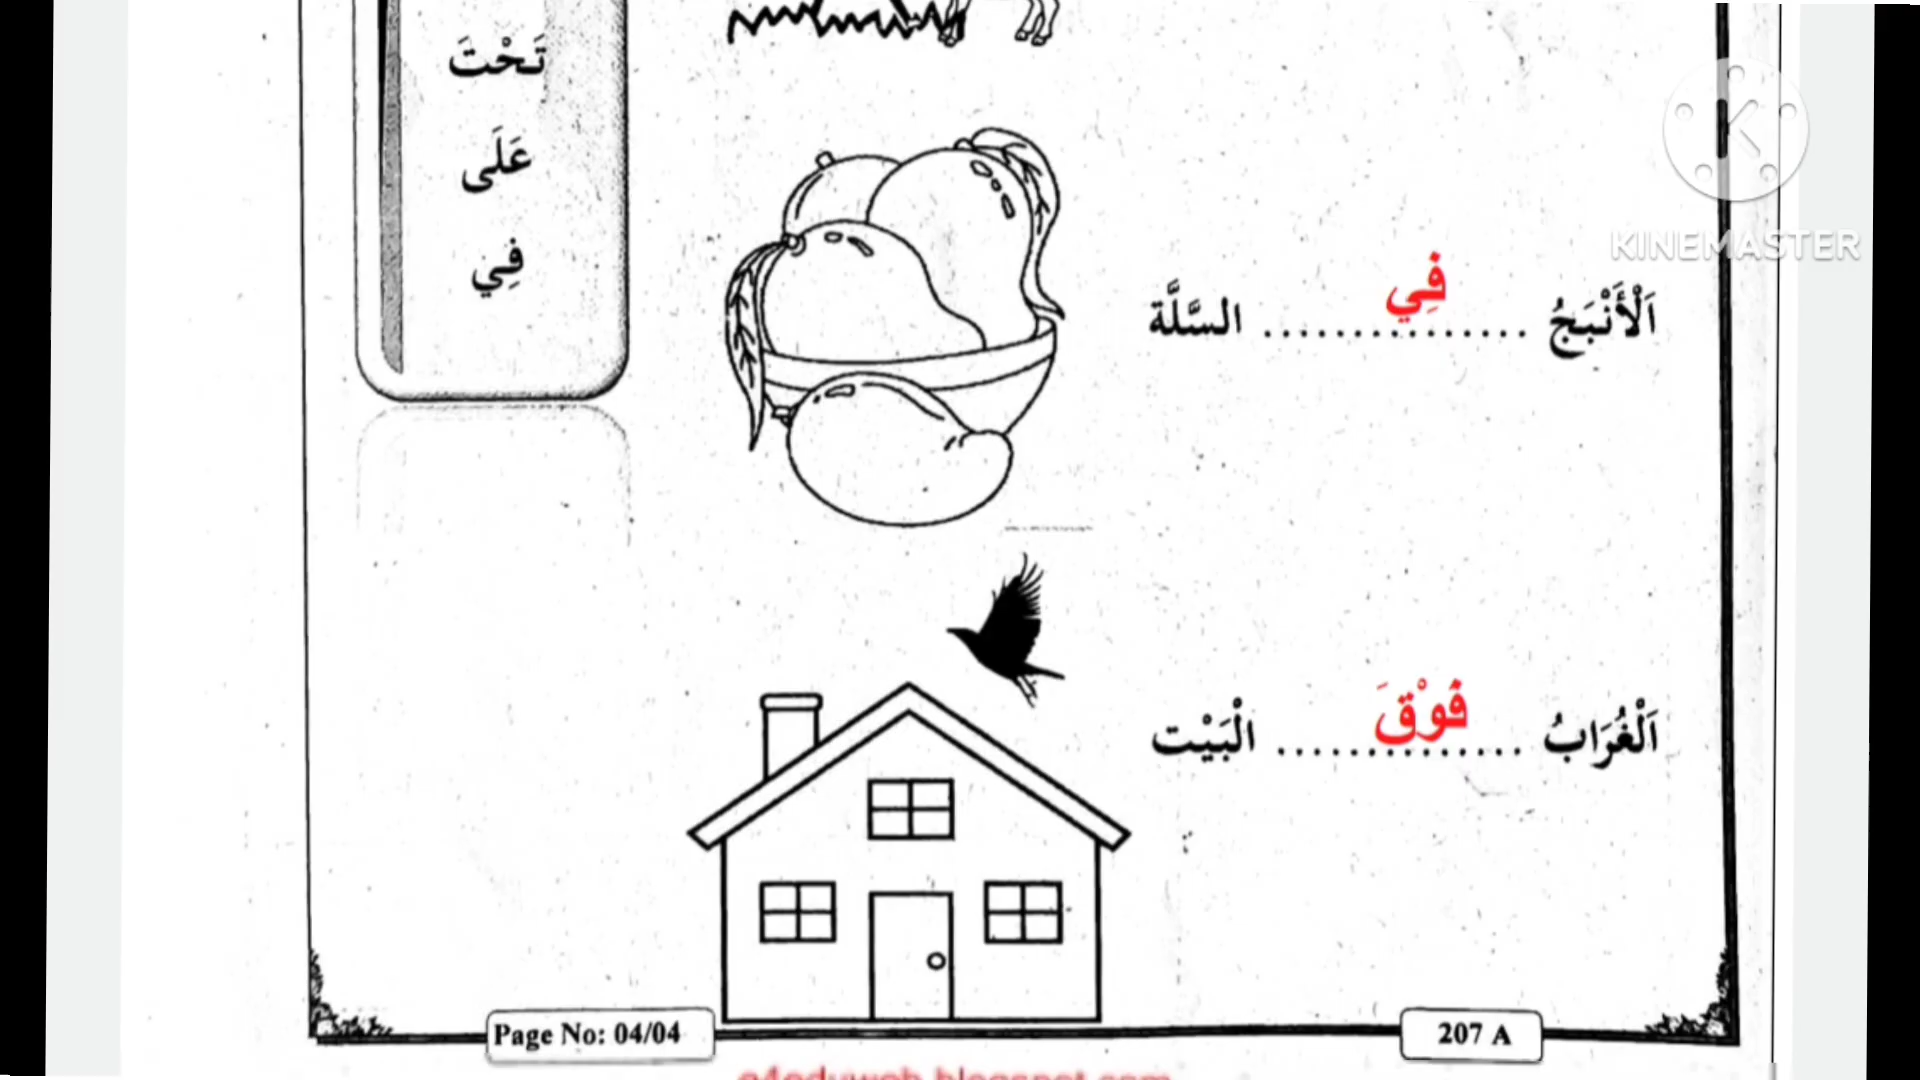 تَحْتَ
عَلَى
فِي
KINEMASTER
اَلْأَنْبَجُ .............. فِي السَّلَّة
اَلْغُرَابُ .............. فَوْقَ الْبَيْت
Page No: 04/04
207 A